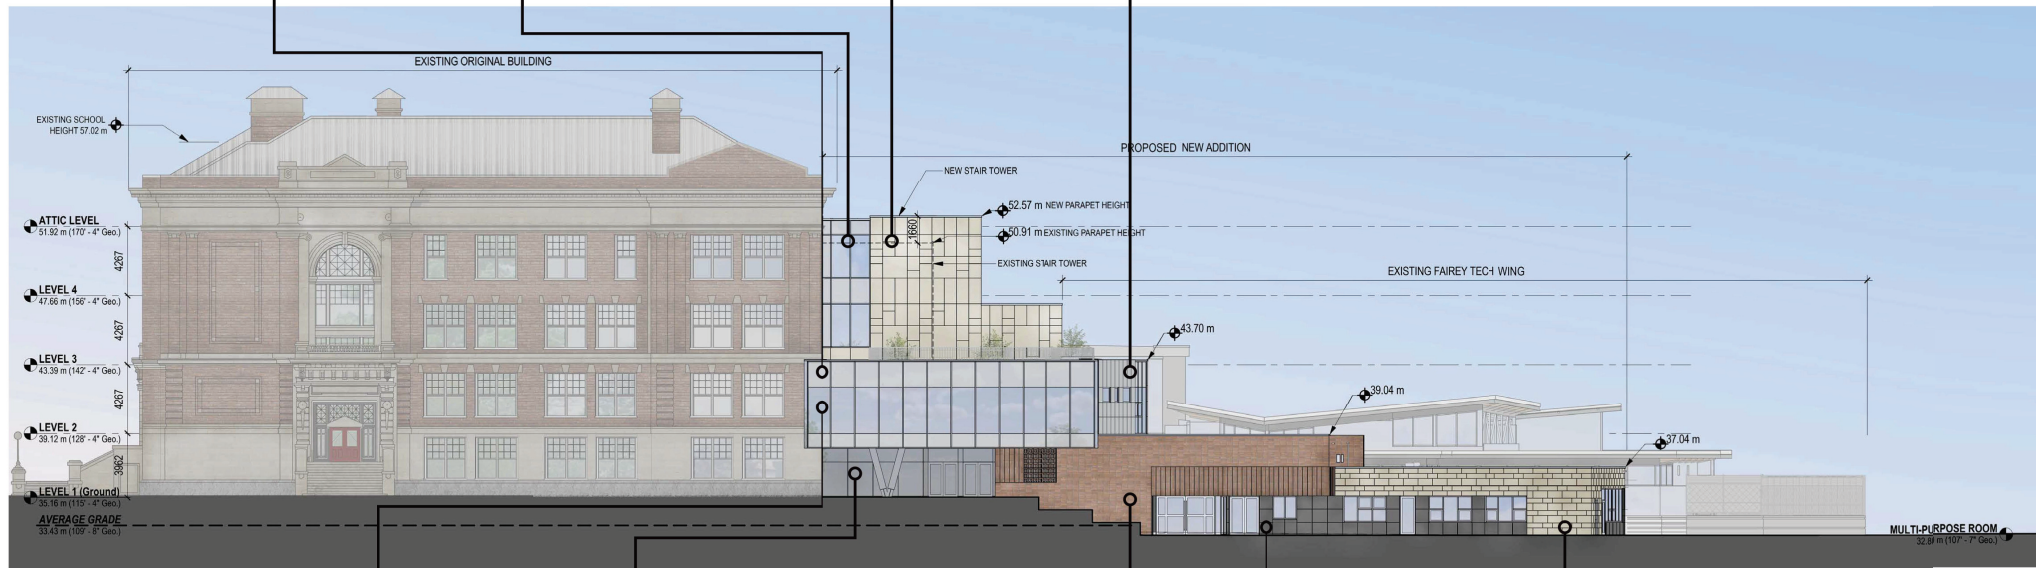 EXISTING ORIGINAL BUILDING
EXISTING SCHOOL
HEIGHT 57.02 m
PROPOSED NEW ADDITION
NEW STAIR TOWER
52.57 m NEW PARAPET HEIGHT
1660
50.91 m EXISTING PARAPET HEIGHT
EXISTING STAIR TOWER
EXISTING FAIREY TECH WING
ATTIC LEVEL
51.92 m (170' - 4" Geo.)
4267
LEVEL 4
47.66 m (156' - 4" Geo.)
4267
43.70 m
LEVEL 3
43.39 m (142' - 4" Geo.)
4267
39.04 m
LEVEL 2
39.12 m (128' - 4" Geo.)
37.04 m
3962
LEVEL 1 (Ground)
35.16 m (115' - 4" Geo.)
AVERAGE GRADE
33.43 m (109' - 8" Geo.)
MULTI-PURPOSE ROOM
m (107' - 7" Geo.)